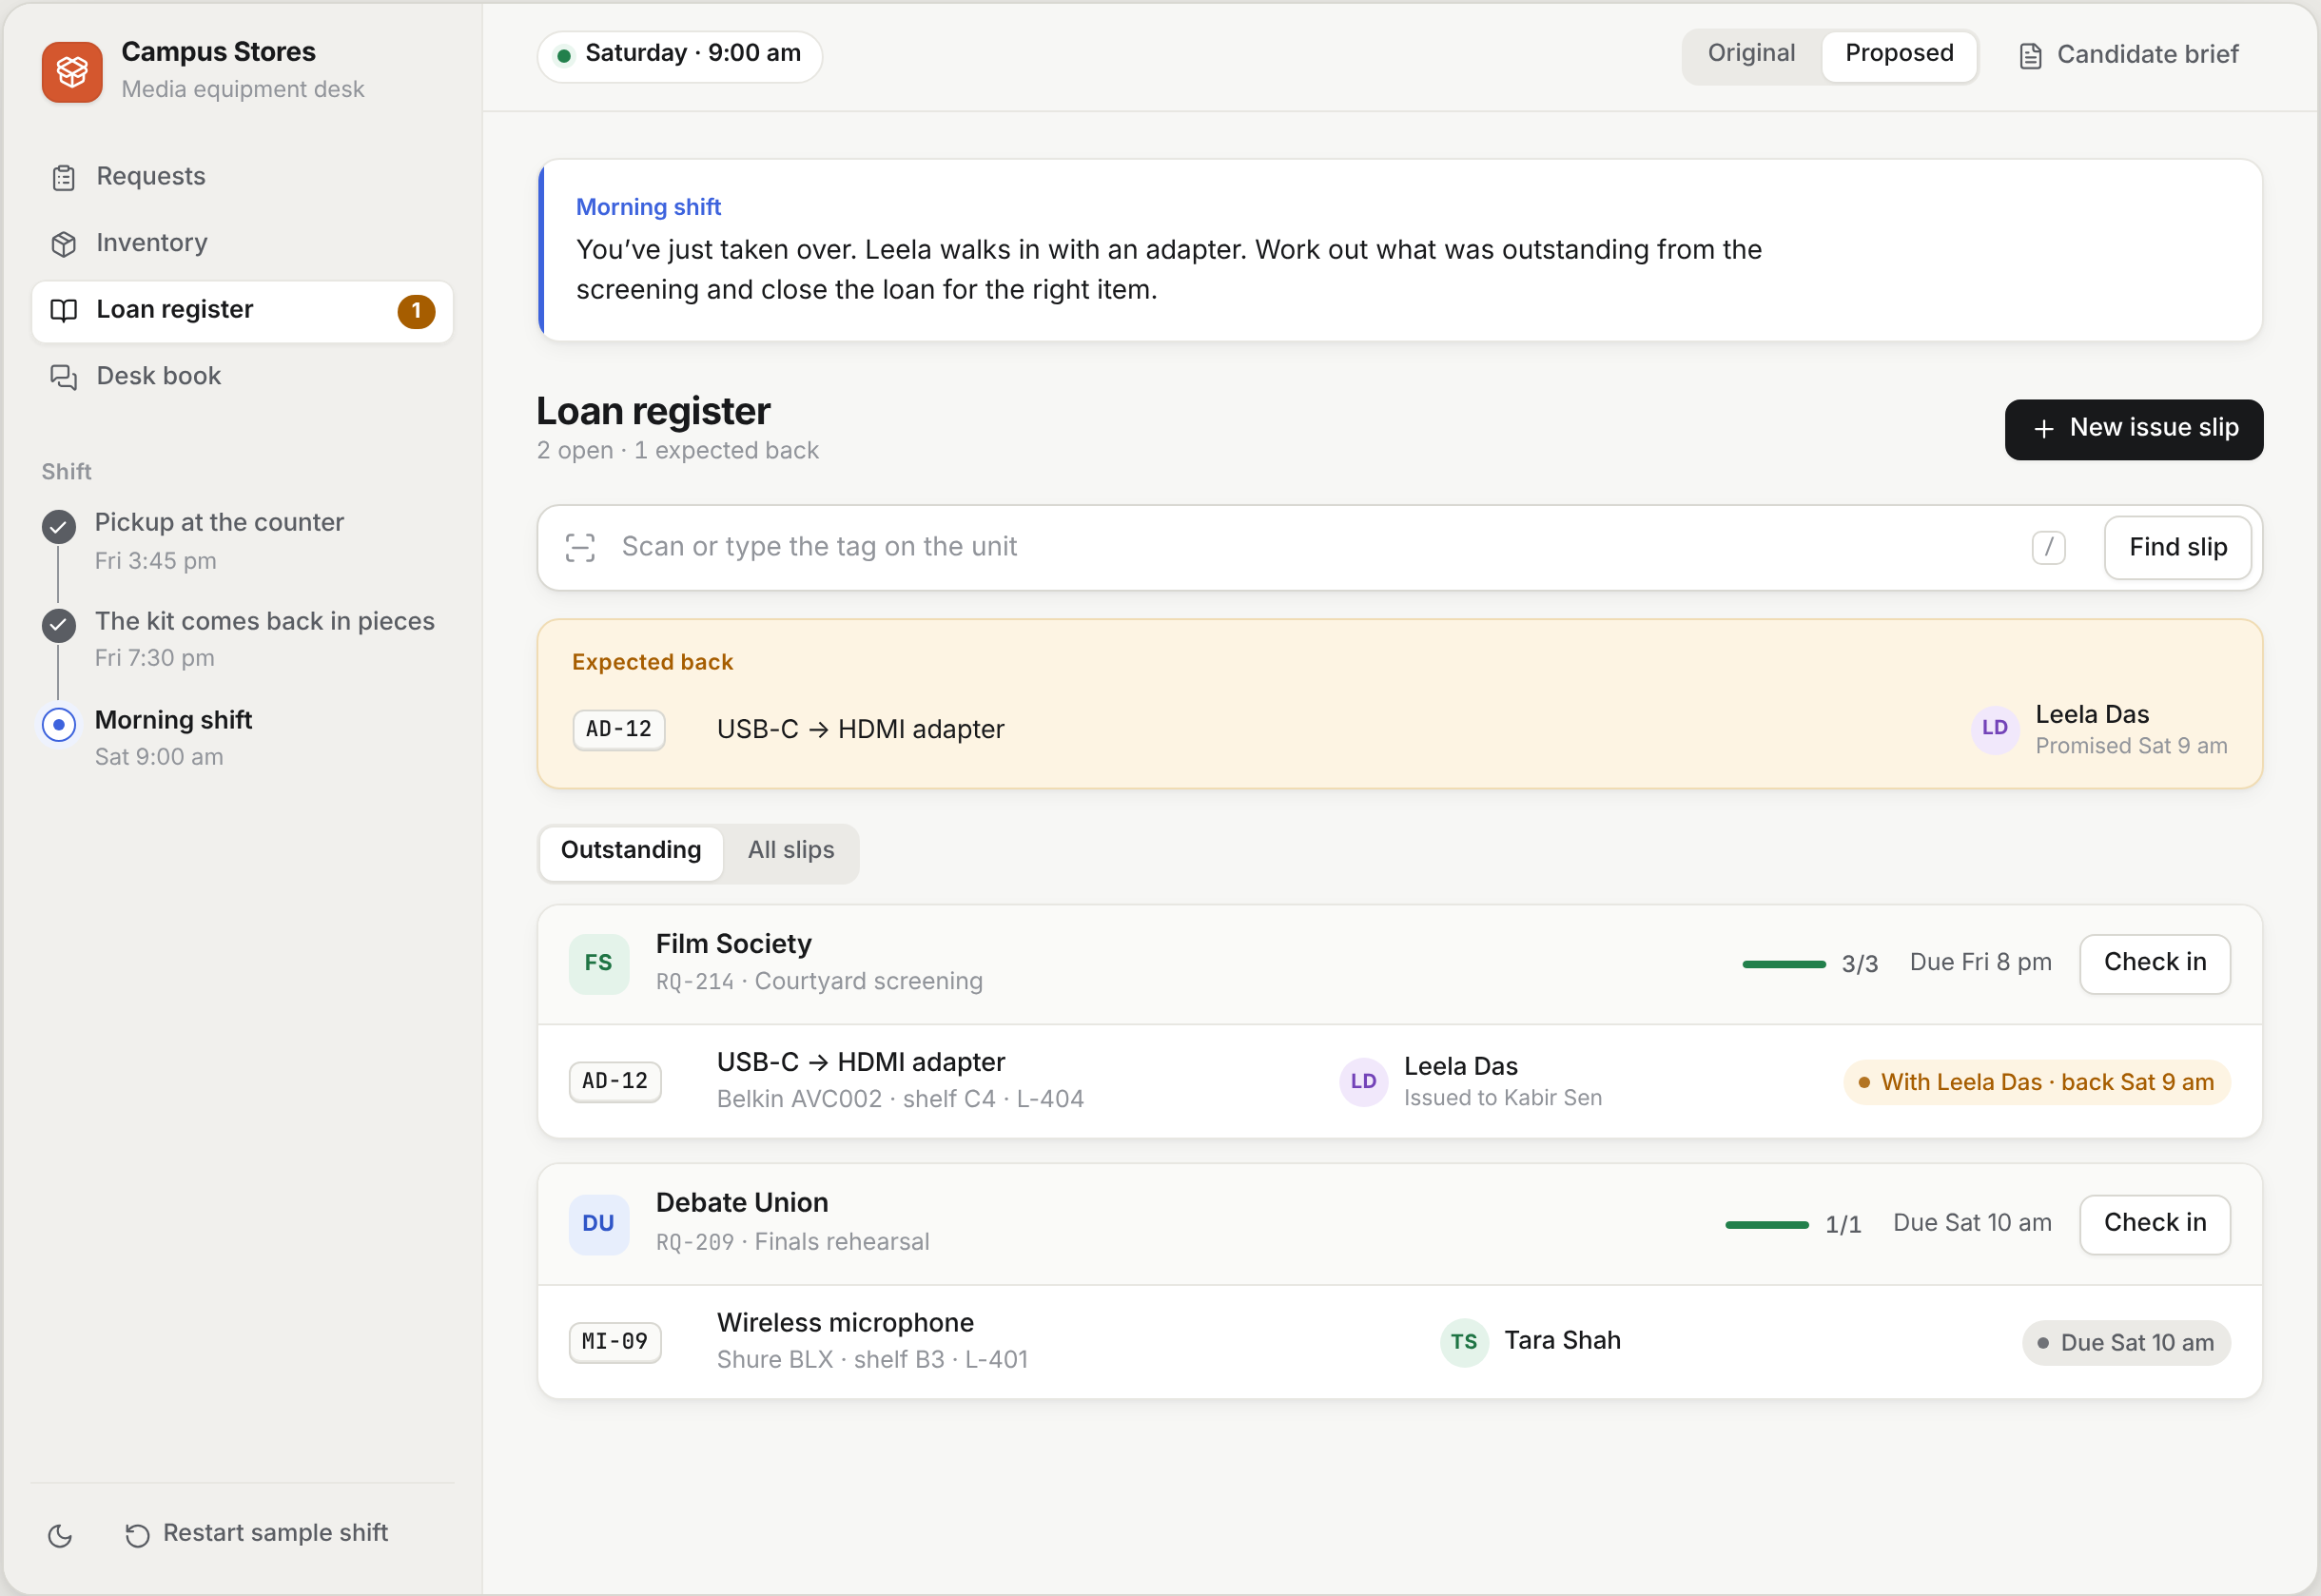 Campus Stores
Media equipment desk
Requests
Inventory
Loan register
1
Desk book
Shift
Pickup at the counter
Fri 3:45 pm
The kit comes back in pieces
Fri 7:30 pm
Morning shift
Sat 9:00 am
Restart sample shift
Saturday · 9:00 am
Original
Proposed
Candidate brief
Morning shift
You’ve just taken over. Leela walks in with an adapter. Work out what was outstanding from the
screening and close the loan for the right item.
Loan register
2 open · 1 expected back
+ New issue slip
Scan or type the tag on the unit
/
Find slip
Expected back
AD-12
USB-C → HDMI adapter
LD
Leela Das
Promised Sat 9 am
Outstanding
All slips
FS
Film Society
RQ-214 · Courtyard screening
3/3
Due Fri 8 pm
Check in
AD-12
USB-C → HDMI adapter
Belkin AVC002 · shelf C4 · L-404
LD
Leela Das
Issued to Kabir Sen
With Leela Das · back Sat 9 am
DU
Debate Union
RQ-209 · Finals rehearsal
1/1
Due Sat 10 am
Check in
MI-09
Wireless microphone
Shure BLX · shelf B3 · L-401
TS
Tara Shah
Due Sat 10 am